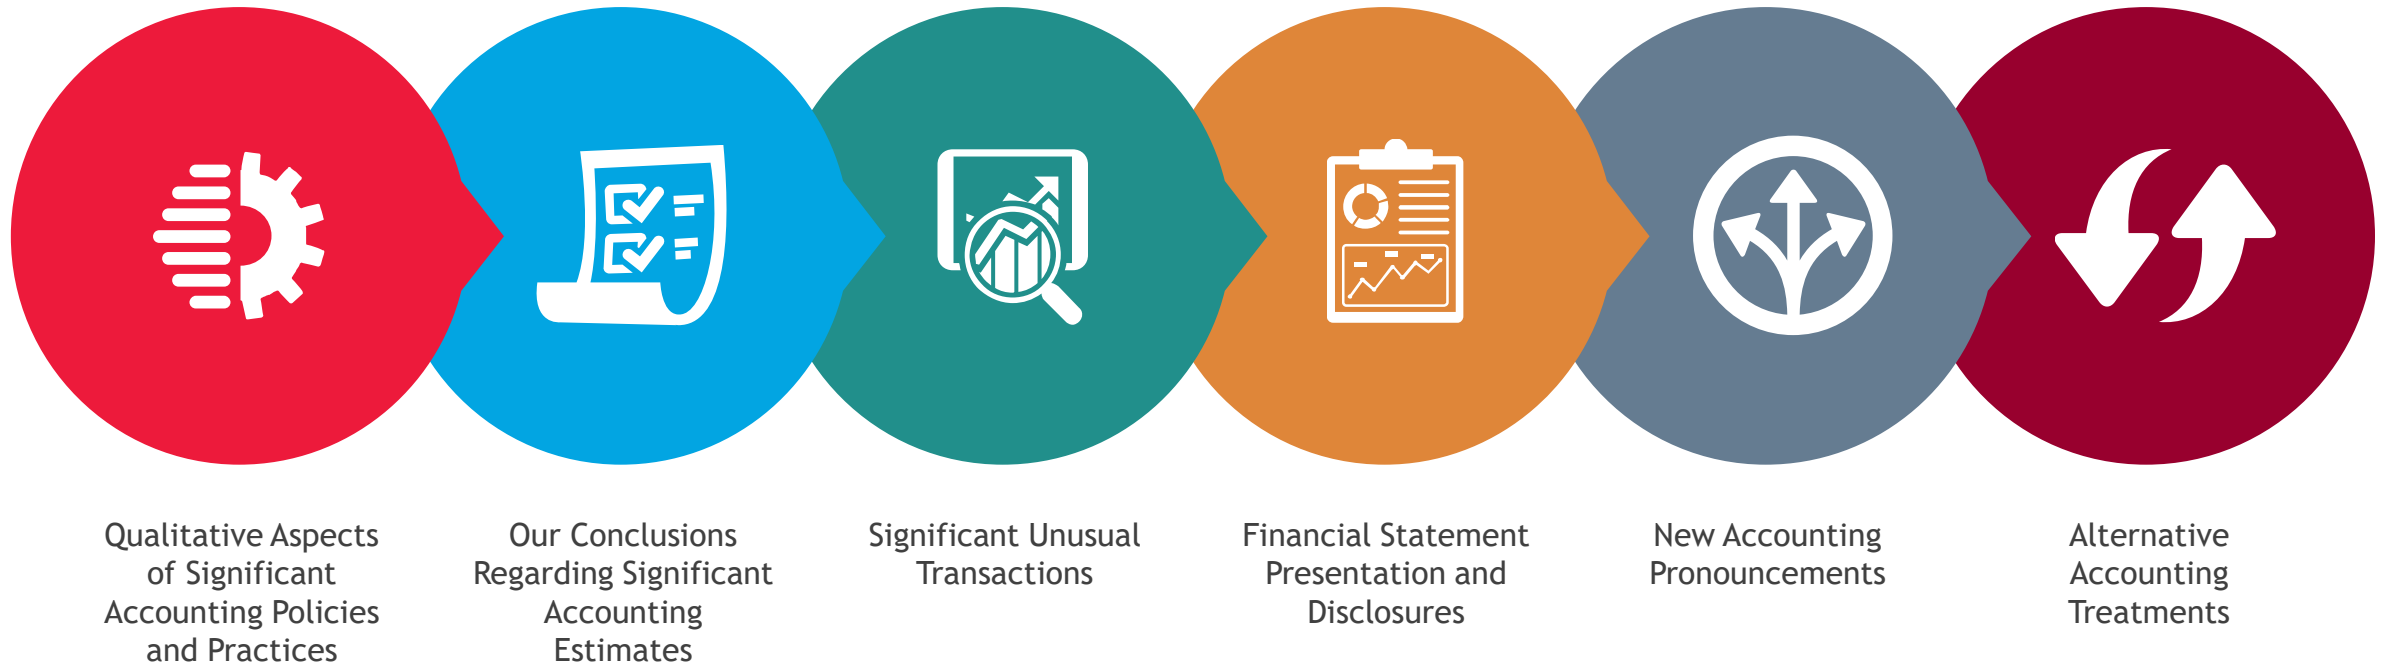 Qualitative Aspects
of Significant
Accounting Policies
and Practices
Our Conclusions
Regarding Significant
Accounting
Estimates
Significant Unusual
Transactions
Financial Statement
Presentation and
Disclosures
New Accounting
Pronouncements
Alternative
Accounting
Treatments